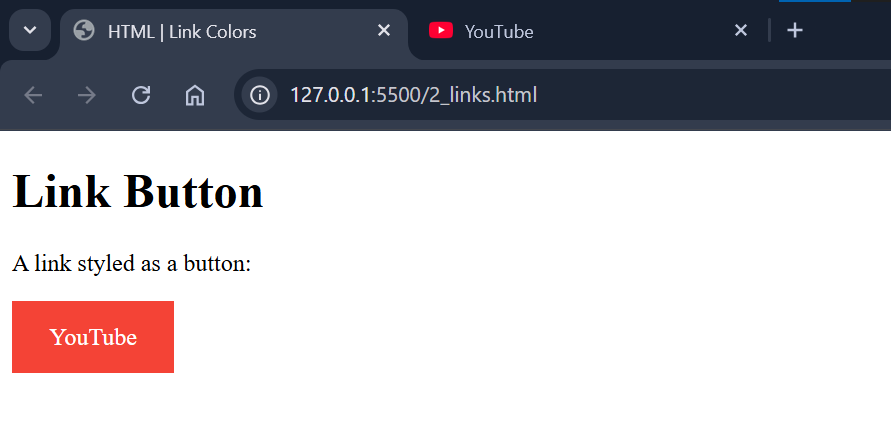 HTML | Link Colors
YouTube
127.0.0.1:5500/2_links.html
Link Button
A link styled as a button:
YouTube